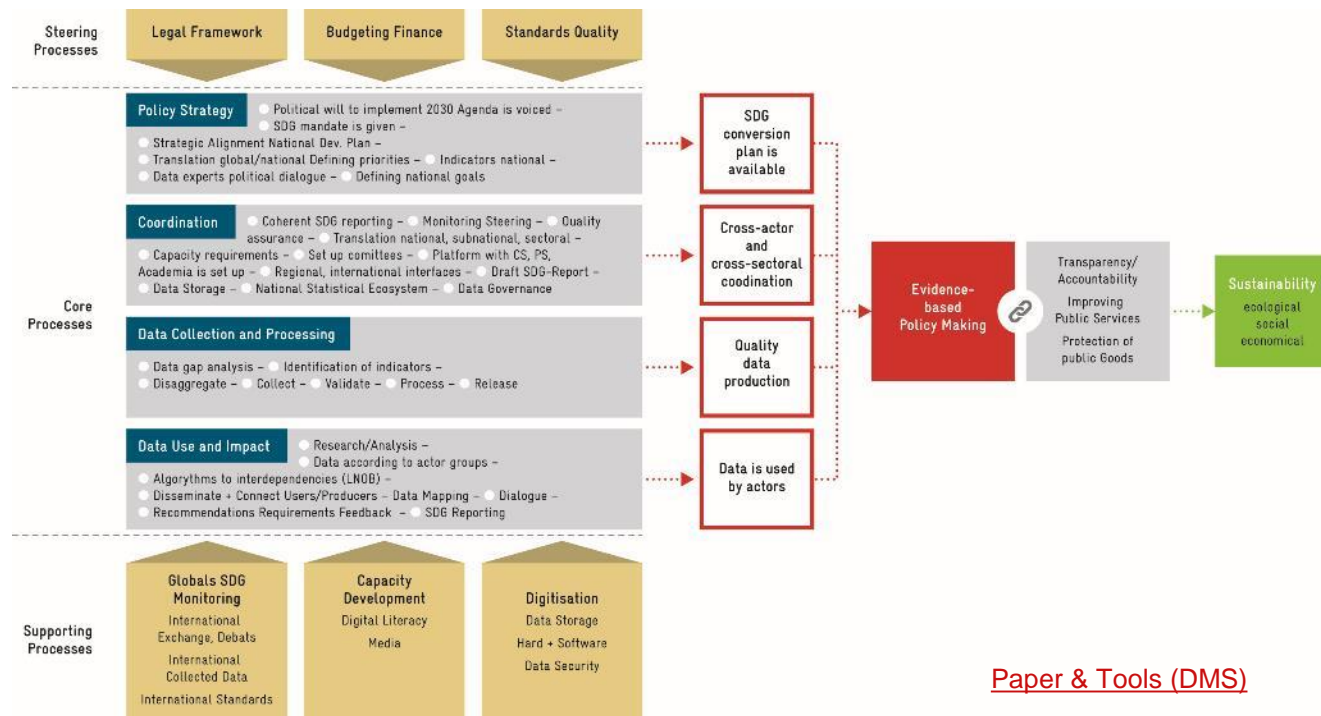 Steering
Processes
Legal Framework
Budgeting Finance
Standards Quality
Core
Processes
Policy Strategy
Political will to implement 2030 Agenda is voiced –
SDG mandate is given –
Strategic Alignment National Dev. Plan –
Translation global/national Defining priorities – Indicators national –
Data experts political dialogue – Defining national goals
SDG
conversion
plan is
available
Coordination
Coherent SDG reporting – Monitoring Steering – Quality
assurance – Translation national, subnational, sectoral –
Capacity requirements – Set up comittees – Platform with CS, PS,
Academia is set up – Regional, international interfaces – Draft SDG-Report –
Data Storage – National Statistical Ecosystem – Data Governance
Cross-actor
and
cross-sectoral
coodination
Data Collection and Processing
Data gap analysis – Identification of indicators –
Disaggregate – Collect – Validate – Process – Release
Quality
data
production
Data Use and Impact
Research/Analysis –
Data according to actor groups –
Algorythms to interdependencies (LNOB) –
Disseminate + Connect Users/Producers – Data Mapping – Dialogue –
Recommendations Requirements Feedback – SDG Reporting
Data is used
by actors
Evidence-
based
Policy Making
Transparency/
Accountability
Improving
Public Services
Protection of
public Goods
Sustainability
ecological
social
economical
Supporting
Processes
Globals SDG
Monitoring
International
Exchange, Debats
International
Collected Data
International Standards
Capacity
Development
Digital Literacy
Media
Digitisation
Data Storage
Hard + Software
Data Security
Paper & Tools (DMS)